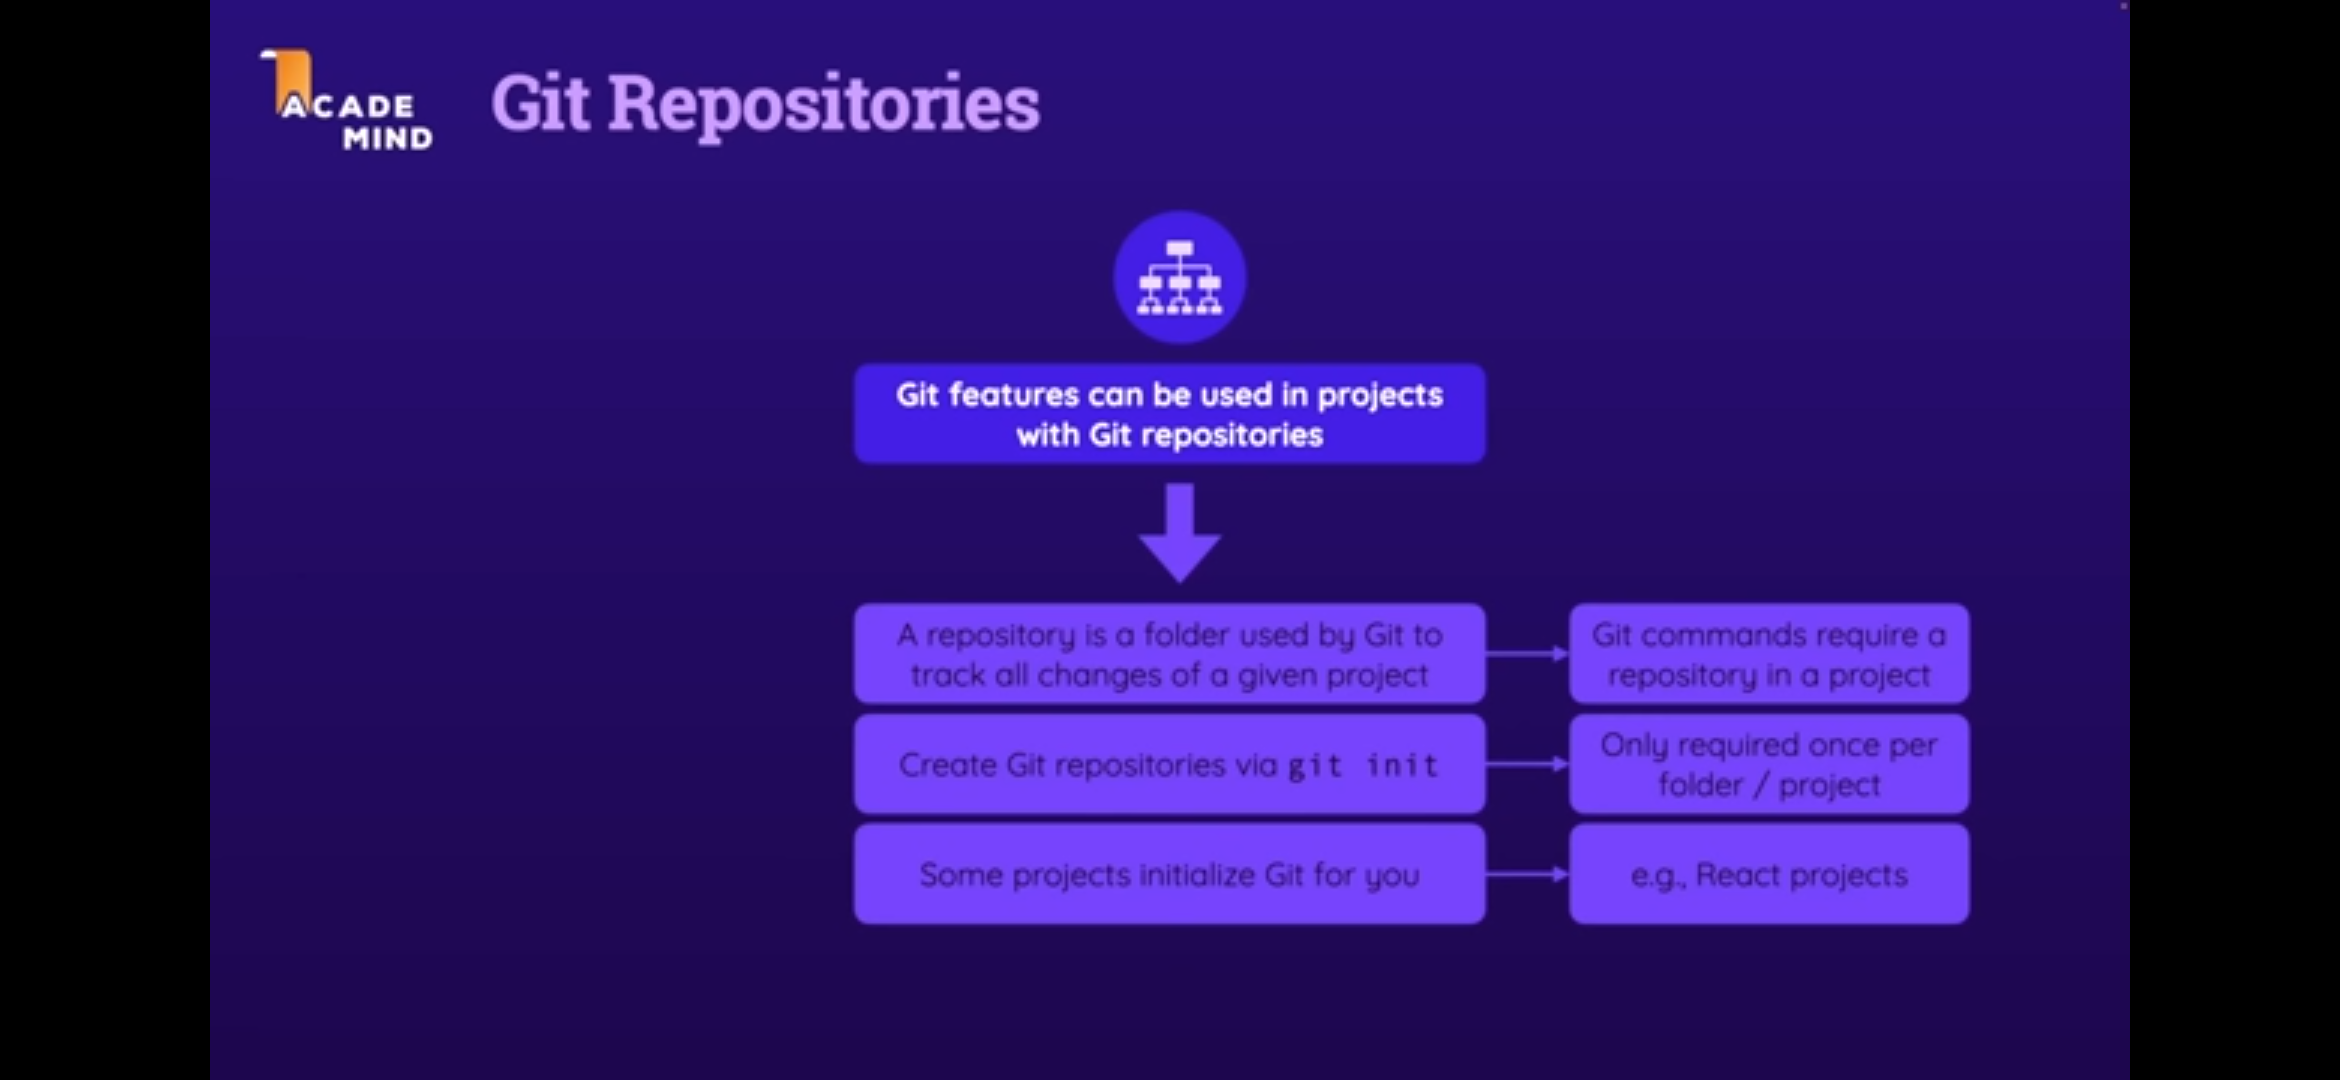 ACADE
MIND
Git Repositories
Git features can be used in projects
with Git repositories
A repository is a folder used by Git to
track all changes of a given project
Git commands require a
repository in a project
Create Git repositories via git init
Only required once per
folder / project
Some projects initialize Git for you
e.g., React projects